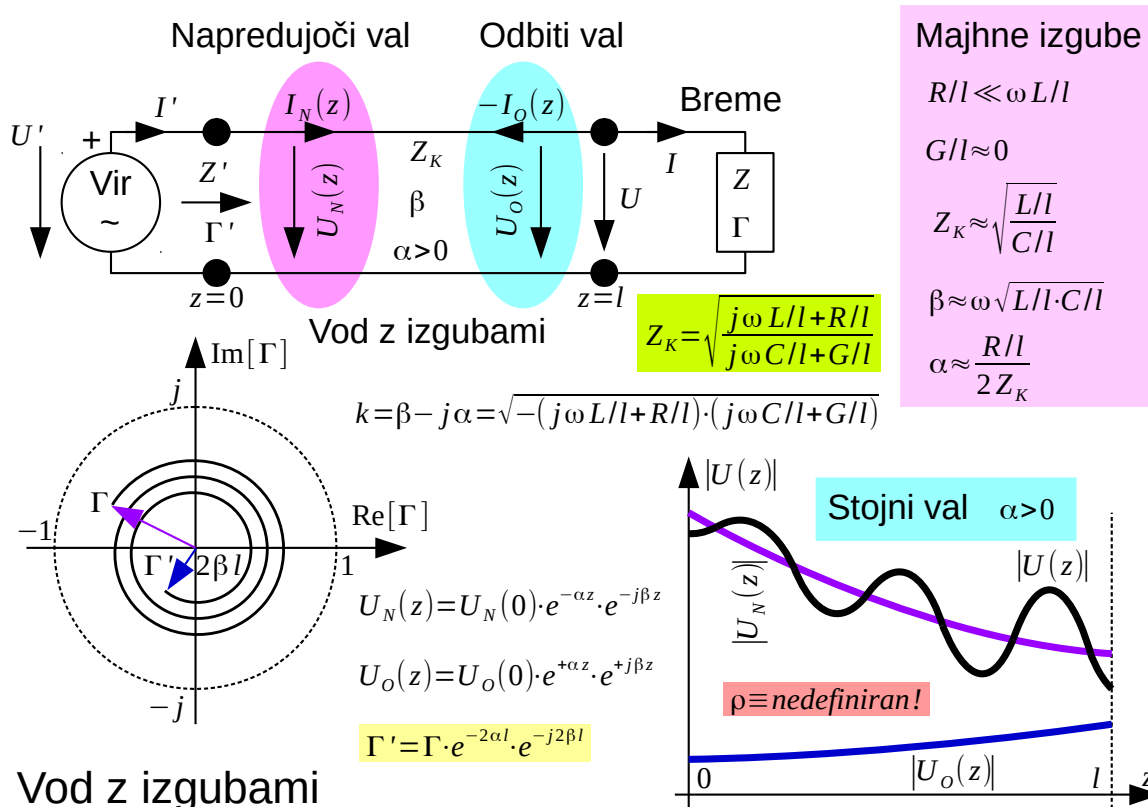 Napredujoči val
Odbiti val
Majhne izgube
I'
I_N(z)
−I_O(z)
Breme
R/l≪ωL/l
U'
+
Vir
~
Z'
Γ'
U_N(z)
Z_K
β
α>0
U_O(z)
U
I
Z
Γ
G/l≈0
Z_K≈√((L/l)/(C/l))
z=0
z=l
β≈ω√(L/l·C/l)
Vod z izgubami
Z_K=√((jωL/l+R/l)/(jωC/l+G/l))
α≈(R/l)/(2Z_K)
Im[Γ]
j
k=β−jα=√(−(jωL/l+R/l)·(jωC/l+G/l))
Γ
Re[Γ]
−1
Γ'
2βl
1
−j
|U(z)|
Stojni val α>0
|U_N(z)|
|U(z)|
U_N(z)=U_N(0)·e^{−αz}·e^{−jβz}
U_O(z)=U_O(0)·e^{+αz}·e^{+jβz}
ρ≡nedefiniran!
Γ'=Γ·e^{−2αl}·e^{−j2βl}
0
|U_O(z)|
l
z
Vod z izgubami